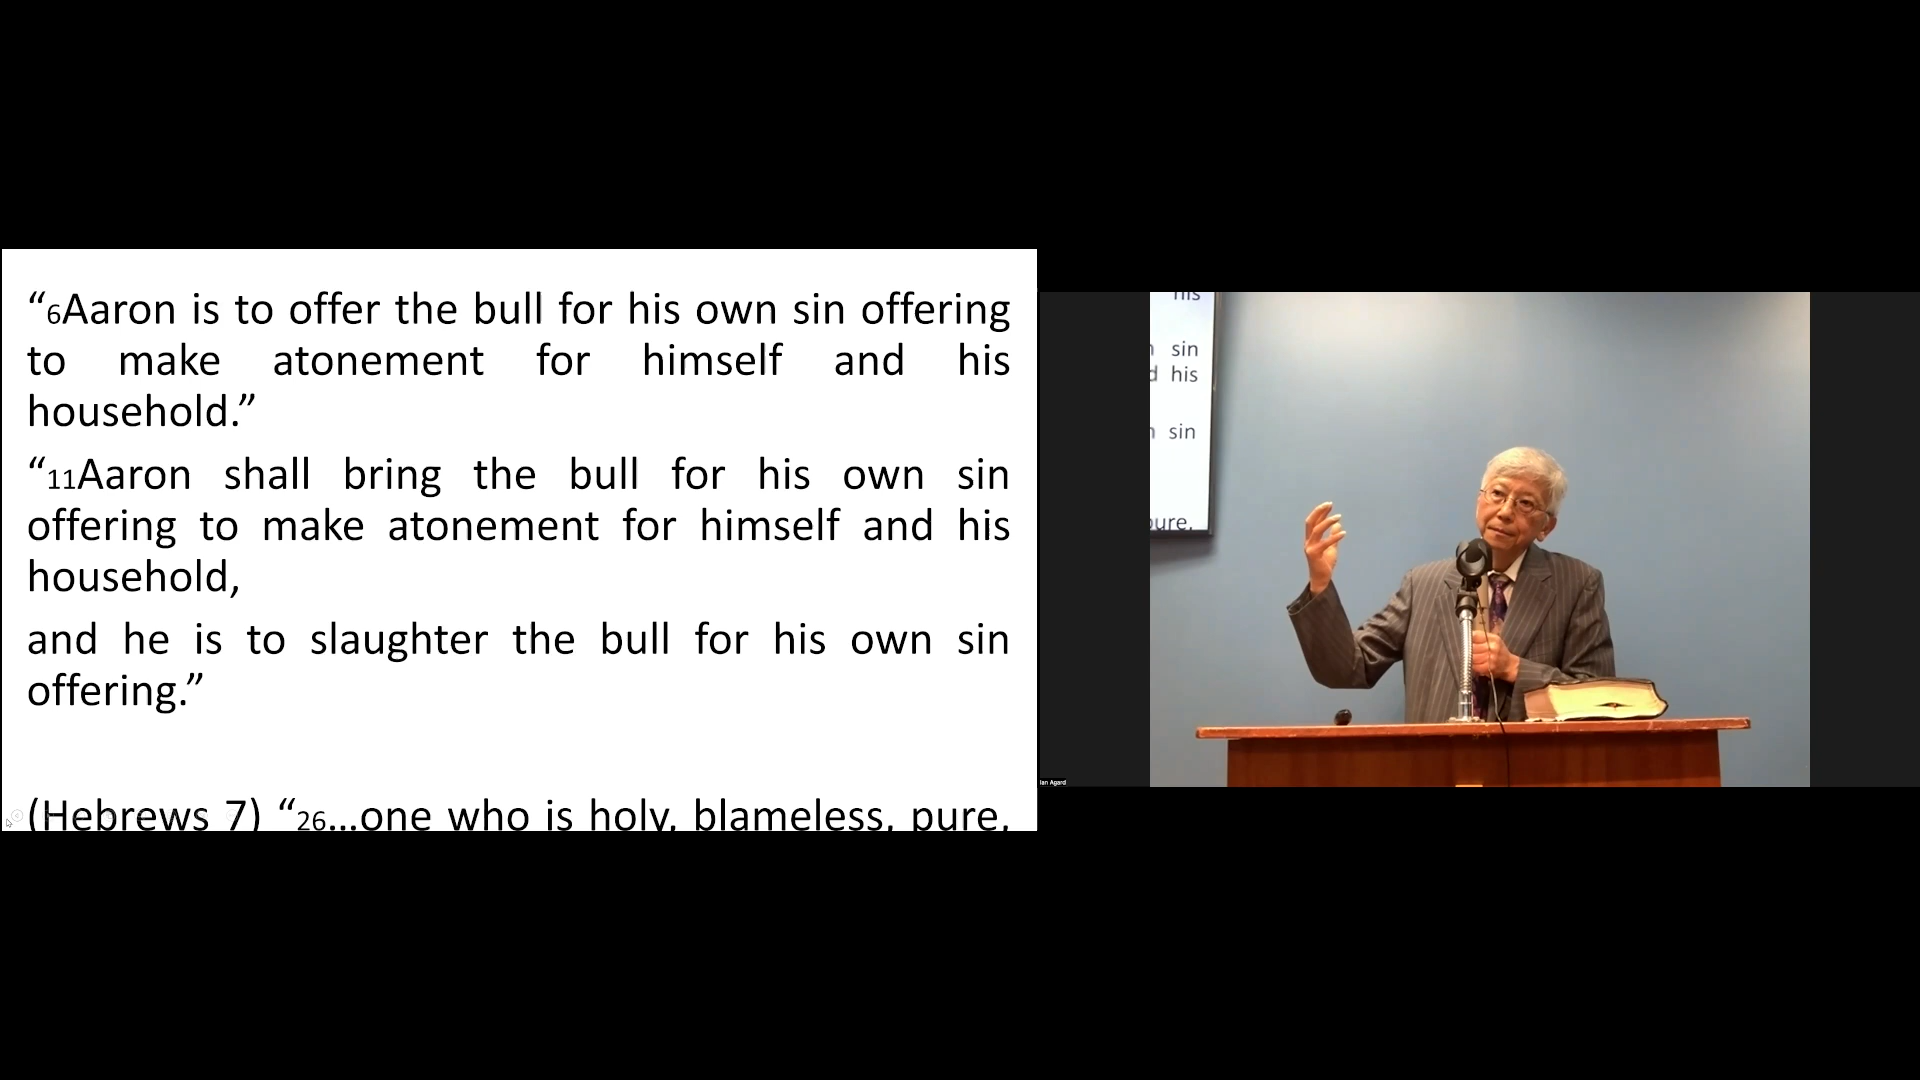 “6Aaron is to offer the bull for his own sin offering
to make atonement for himself and his
household.”
“11Aaron shall bring the bull for his own sin
offering to make atonement for himself and his
household,
and he is to slaughter the bull for his own sin
offering.”
(Hebrews 7) “26...one who is holy, blameless, pure,
his
sin
his
sin
pure,
Ian Agard